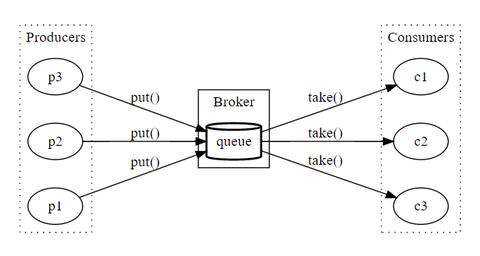 Producers
p3
p2
p1
put()
put()
put()
Broker
queue
take()
take()
take()
Consumers
c1
c2
c3